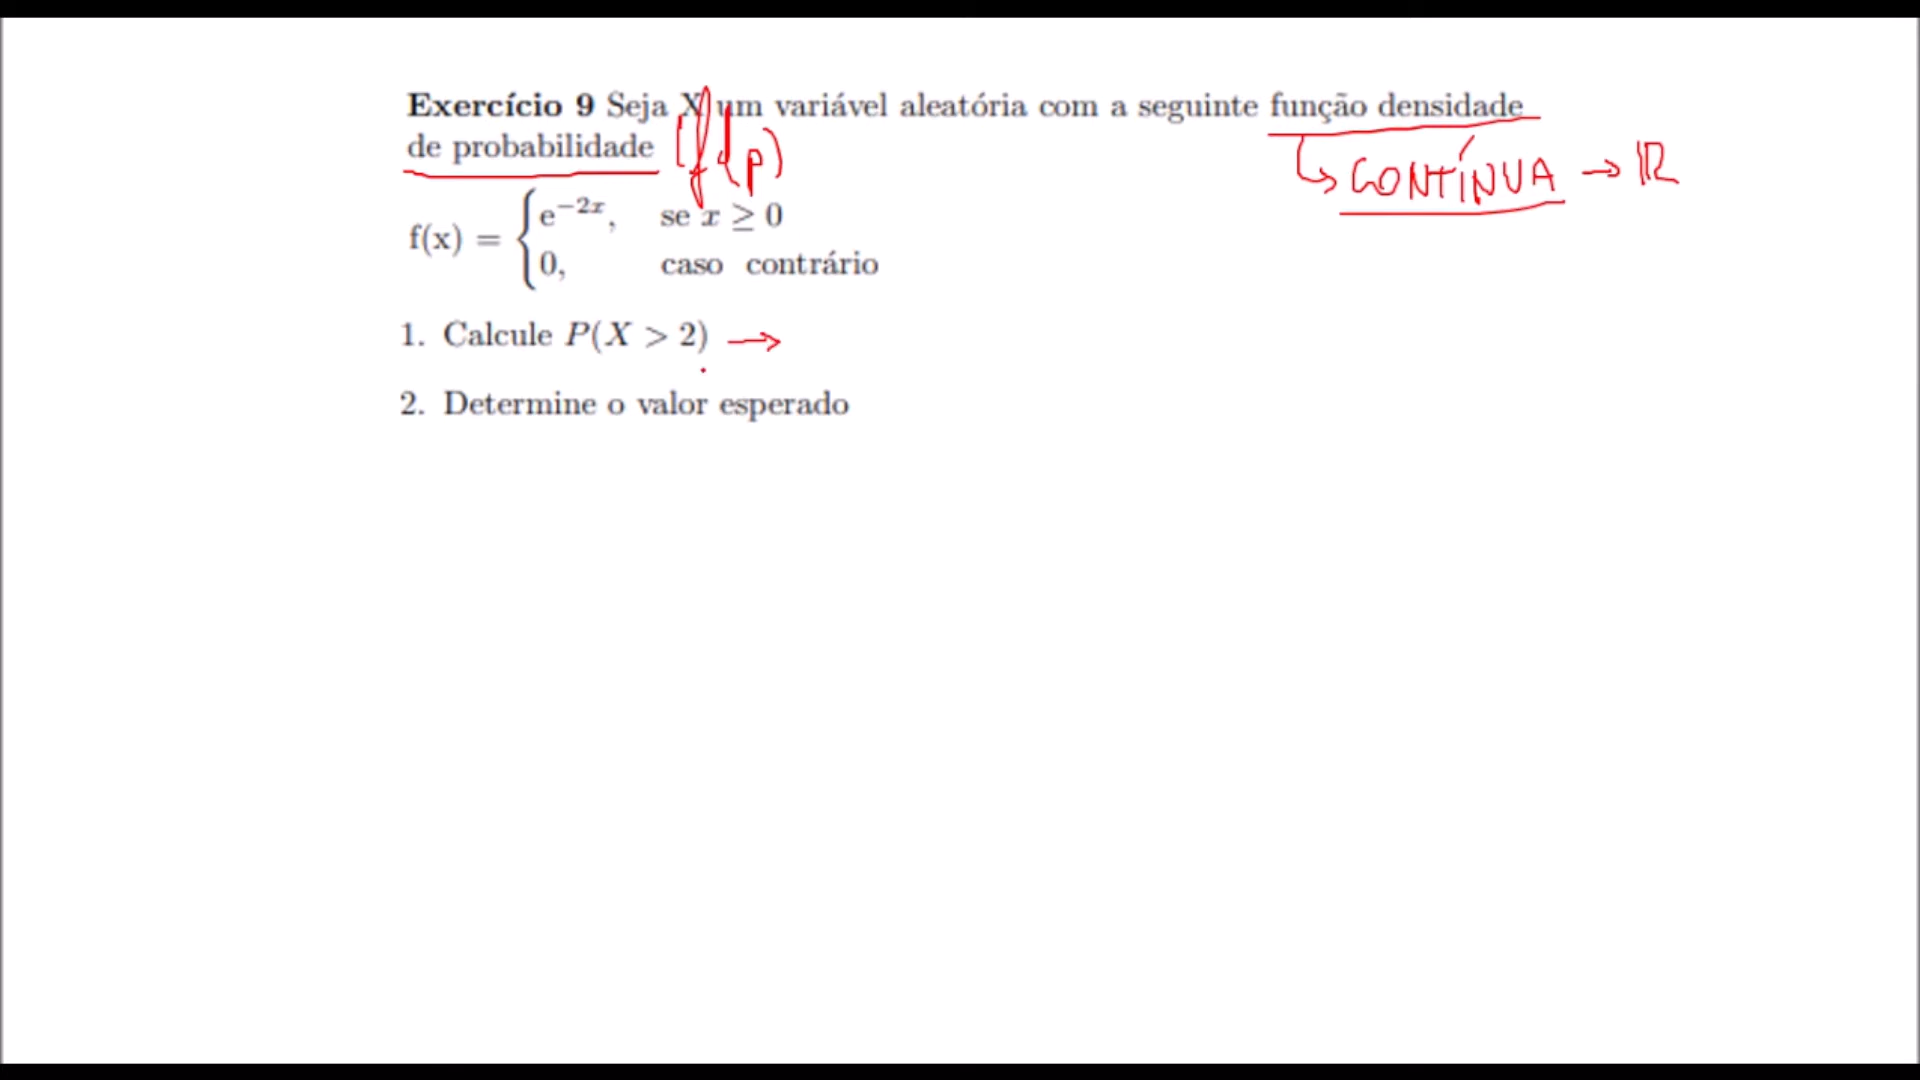 Exercício 9 Seja X um variável aleatória com a seguinte função densidade
de probabilidade (fdp)
↳ CONTÍNUA → ℝ
f(x) = { e^{-2x}, se x ≥ 0
0, caso contrário
1. Calcule P(X > 2) →
2. Determine o valor esperado